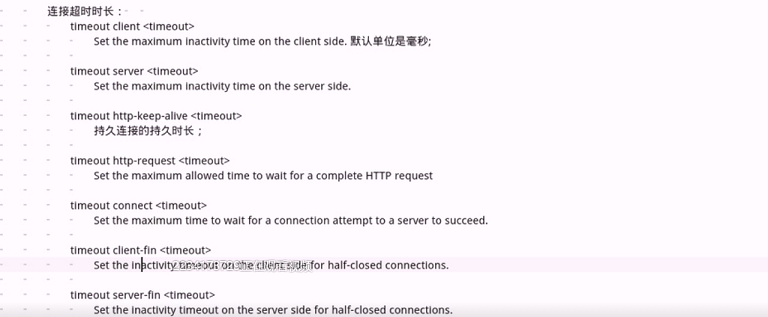 连接超时时长：
timeout client <timeout>
Set the maximum inactivity time on the client side. 默认单位是毫秒;
timeout server <timeout>
Set the maximum inactivity time on the server side.
timeout http-keep-alive <timeout>
持久连接的持久时长；
timeout http-request <timeout>
Set the maximum allowed time to wait for a complete HTTP request
timeout connect <timeout>
Set the maximum time to wait for a connection attempt to a server to succeed.
timeout client-fin <timeout>
Set the inactivity timeout on the client side for half-closed connections.
timeout server-fin <timeout>
Set the inactivity timeout on the server side for half-closed connections.